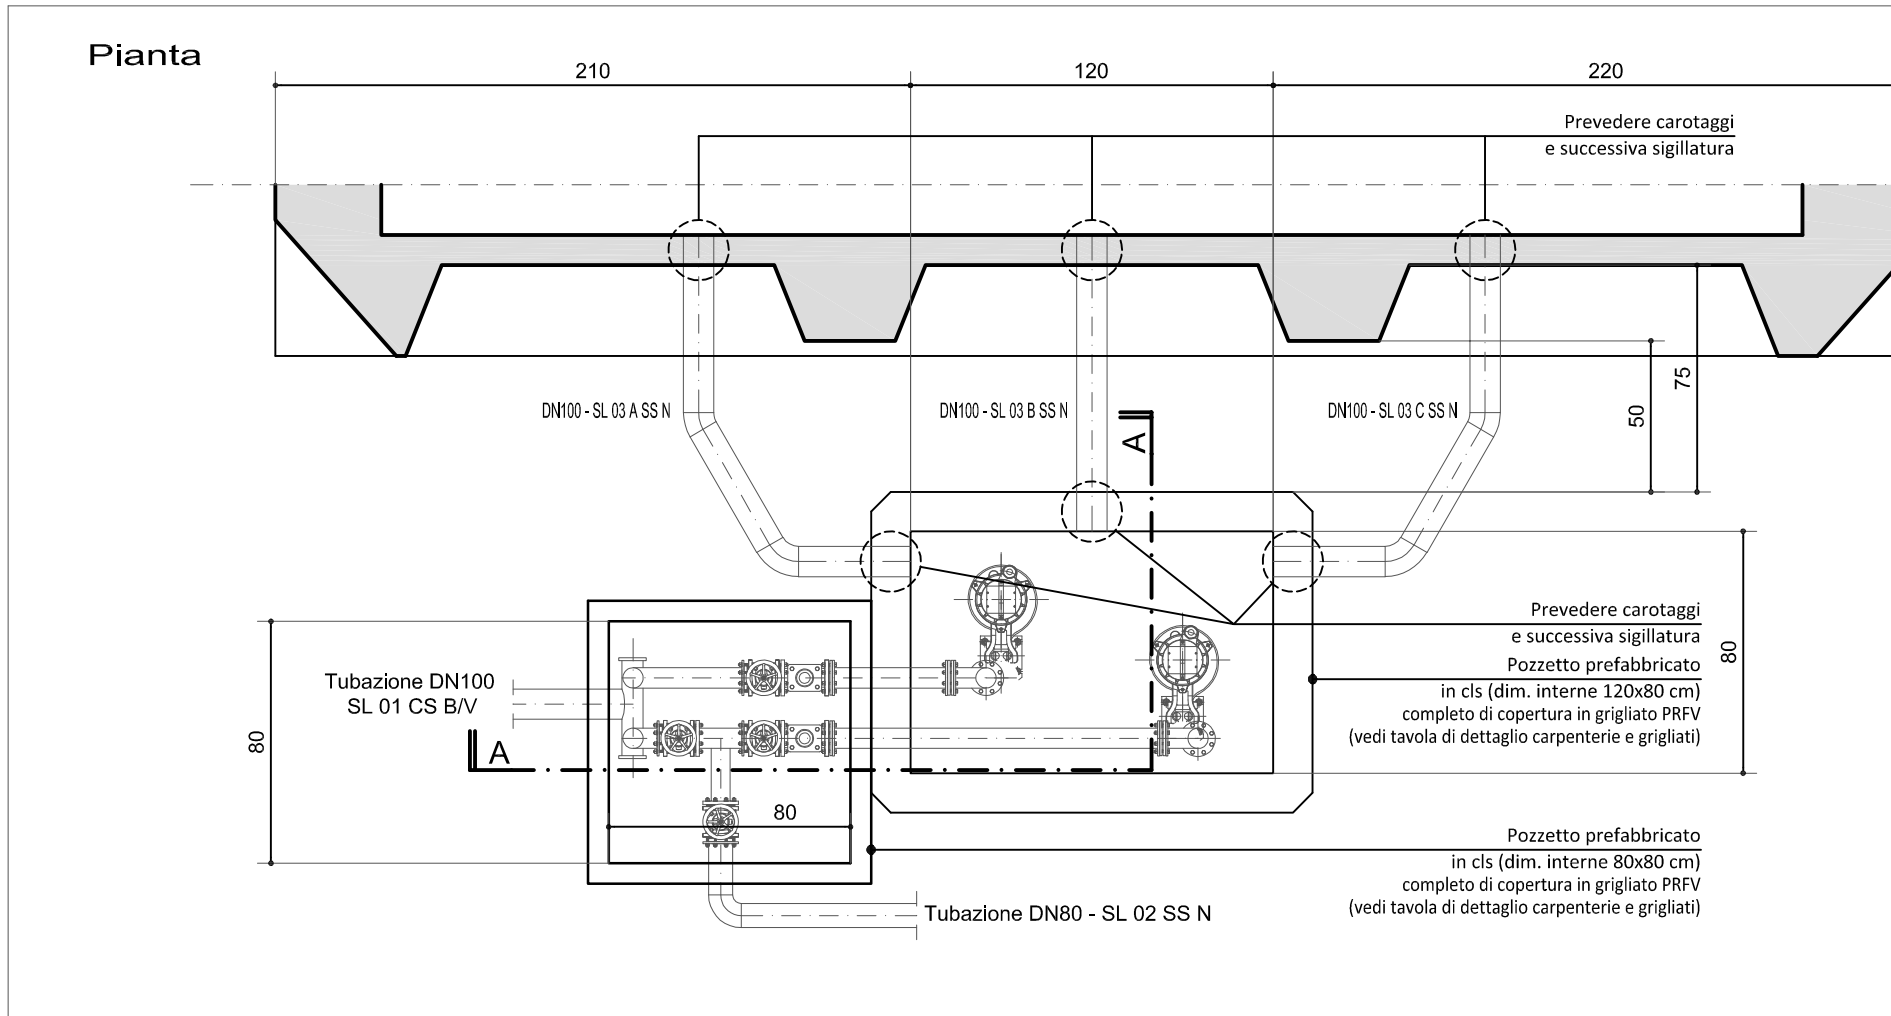 Pianta
210
120
220
Prevedere carotaggi
e successiva sigillatura
DN100 - SL 03 A SS N
DN100 - SL 03 B SS N
DN100 - SL 03 C SS N
A
50
75
Prevedere carotaggi
e successiva sigillatura
Pozzetto prefabbricato
in cls (dim. interne 120x80 cm)
completo di copertura in grigliato PRFV
(vedi tavola di dettaglio carpenterie e grigliati)
80
Tubazione DN100
SL 01 CS B/V
80
A
80
Pozzetto prefabbricato
in cls (dim. interne 80x80 cm)
completo di copertura in grigliato PRFV
(vedi tavola di dettaglio carpenterie e grigliati)
Tubazione DN80 - SL 02 SS N